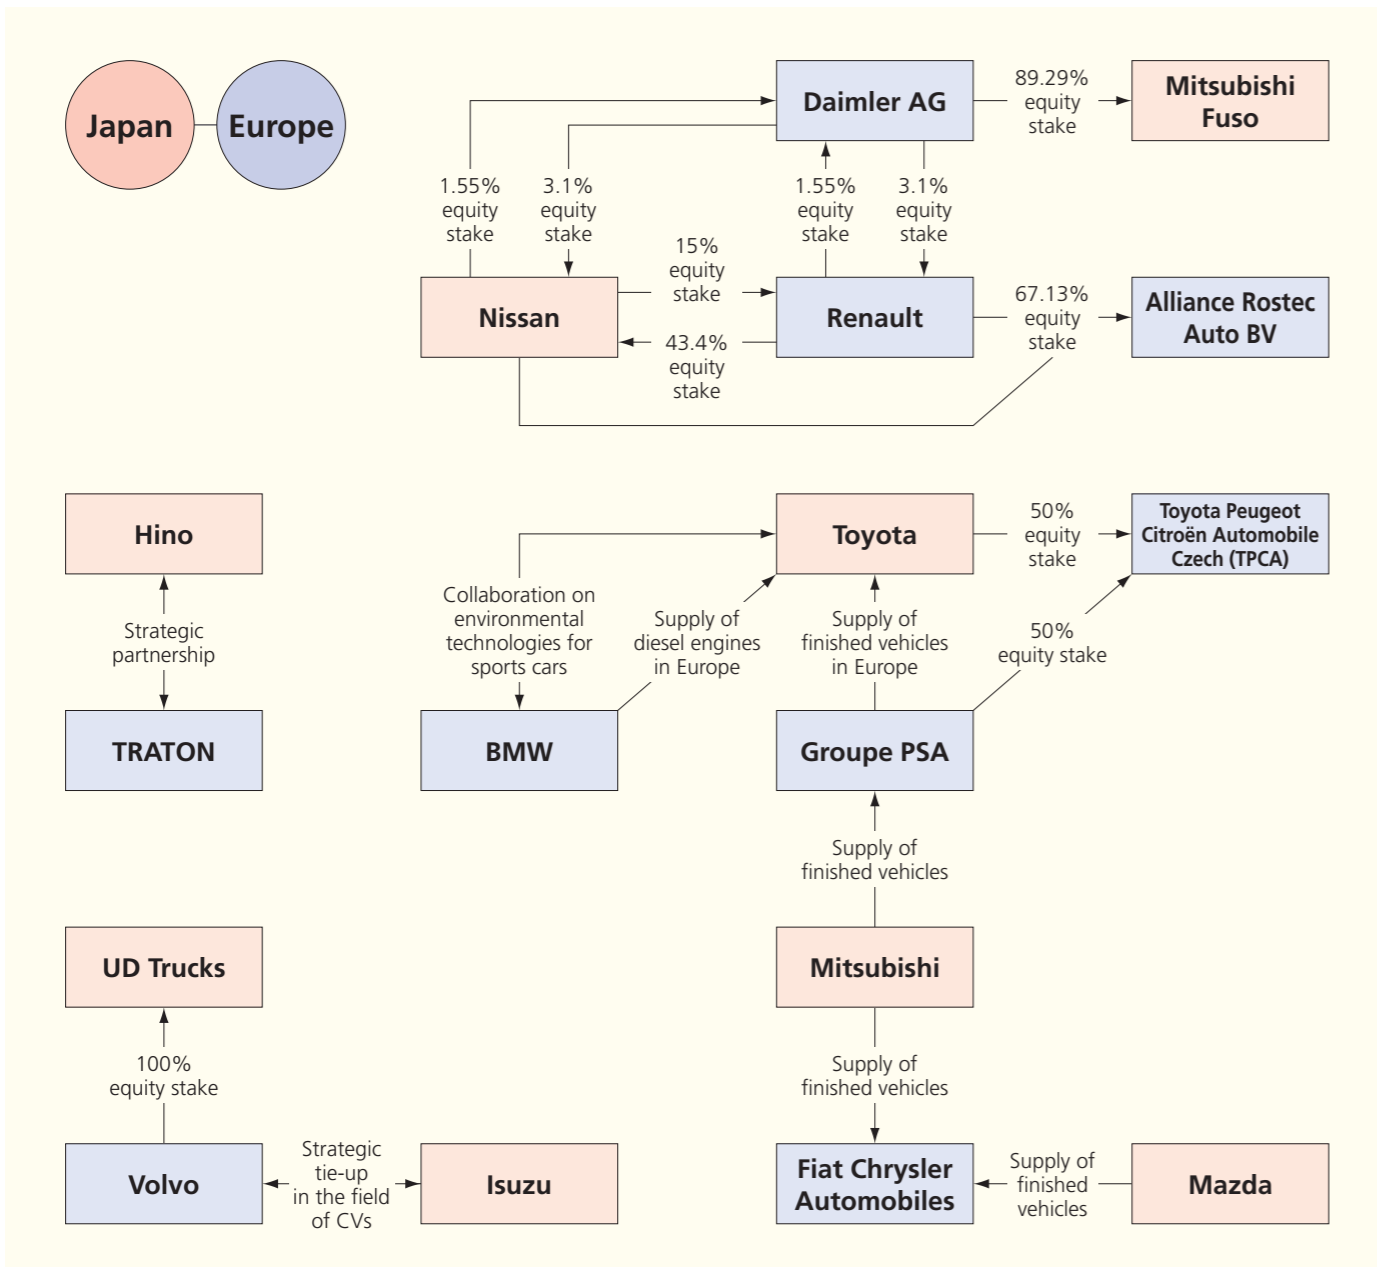 Japan
Europe
Daimler AG
89.29%
equity
stake
Mitsubishi
Fuso
1.55%
equity
stake
3.1%
equity
stake
1.55%
equity
stake
3.1%
equity
stake
Nissan
15%
equity
stake
43.4%
equity
stake
Renault
67.13%
equity
stake
Alliance Rostec
Auto BV
Hino
Strategic
partnership
TRATON
Toyota
50%
equity
stake
Toyota Peugeot
Citroën Automobile
Czech (TPCA)
Collaboration on
environmental
technologies for
sports cars
Supply of
diesel engines
in Europe
Supply of
finished vehicles
in Europe
50%
equity stake
BMW
Groupe PSA
Supply of
finished vehicles
UD Trucks
Mitsubishi
100%
equity stake
Supply of
finished vehicles
Volvo
Strategic
tie-up
in the field
of CVs
Isuzu
Fiat Chrysler
Automobiles
Supply of
finished
vehicles
Mazda